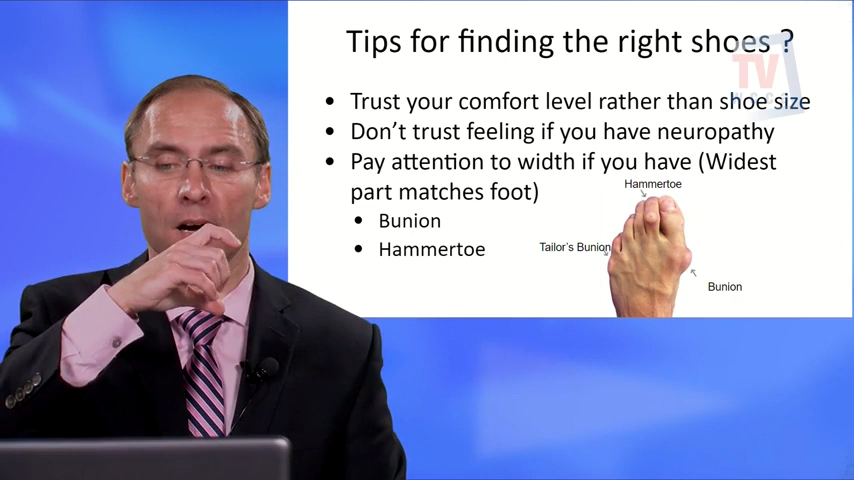 Tips for finding the right shoes ?
TV
• Trust your comfort level rather than shoe size
• Don't trust feeling if you have neuropathy
• Pay attention to width if you have (Widest
part matches foot)
• Bunion
• Hammertoe
Hammertoe
Tailor's Bunion
Bunion